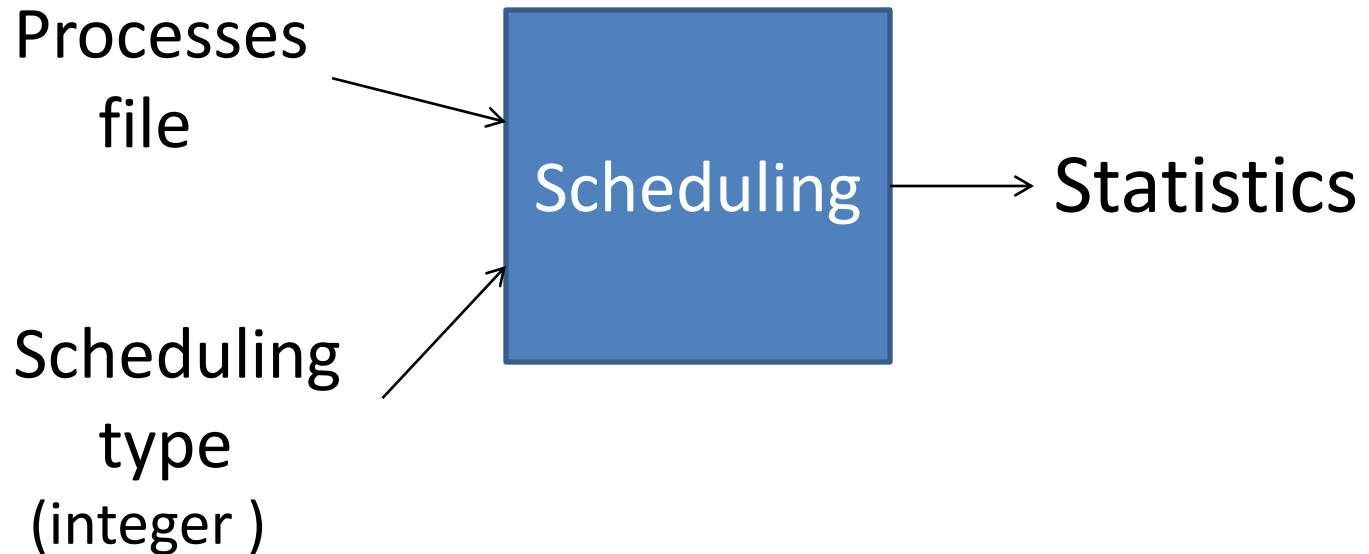 Processes
file
Scheduling
Statistics
Scheduling
type
(integer )